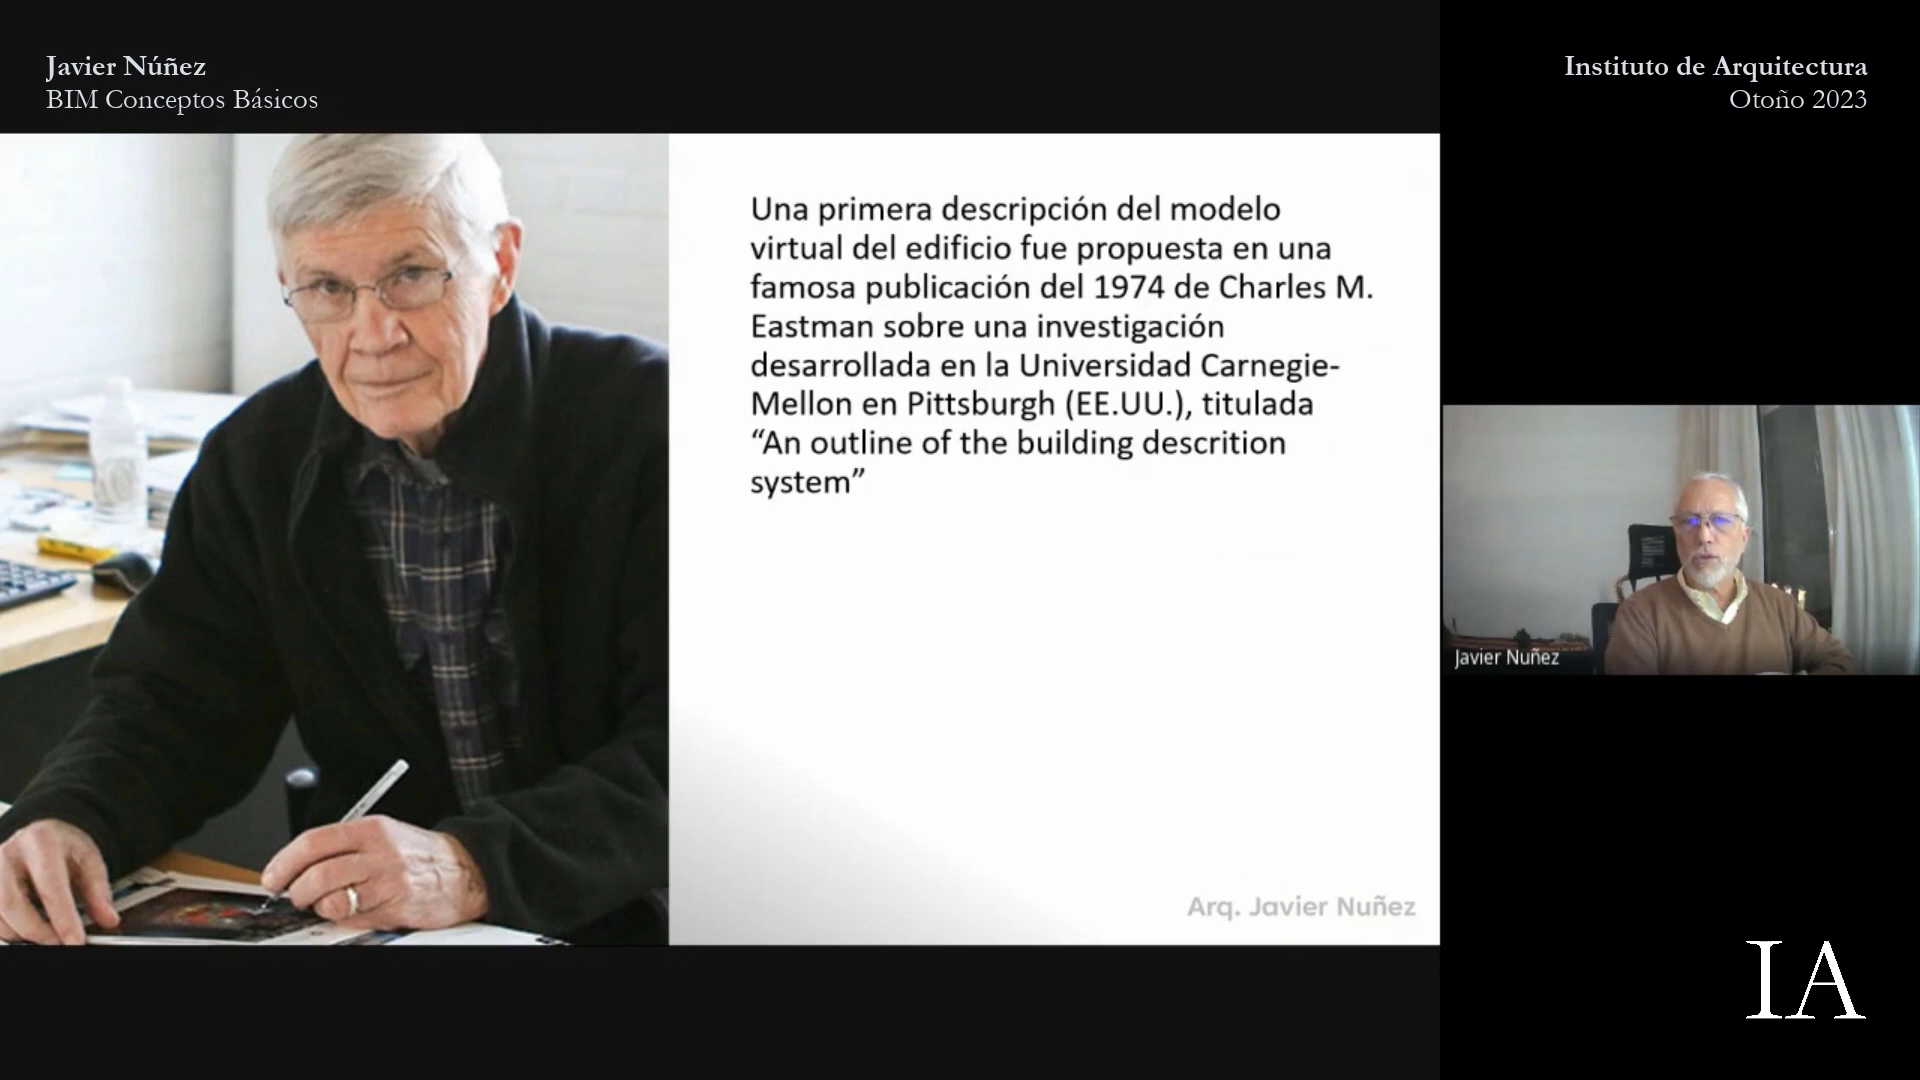 Javier Núñez
BIM Conceptos Básicos
Instituto de Arquitectura
Otoño 2023
Una primera descripción del modelo
virtual del edificio fue propuesta en una
famosa publicación del 1974 de Charles M.
Eastman sobre una investigación
desarrollada en la Universidad Carnegie-
Mellon en Pittsburgh (EE.UU.), titulada
“An outline of the building descrition
system”
Javier Nuñez
Arq. Javier Nuñez
IA